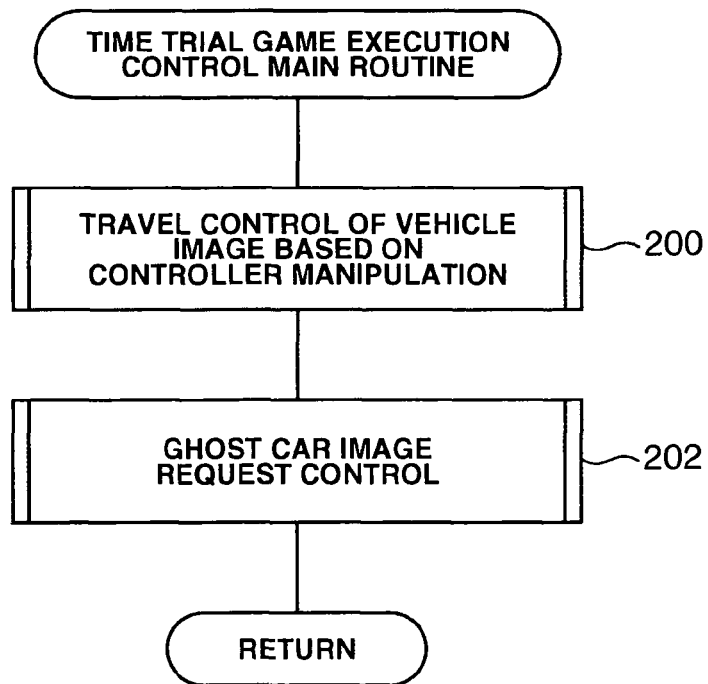 TIME TRIAL GAME EXECUTION
CONTROL MAIN ROUTINE
TRAVEL CONTROL OF VEHICLE
IMAGE BASED ON
CONTROLLER MANIPULATION
200
GHOST CAR IMAGE
REQUEST CONTROL
202
RETURN